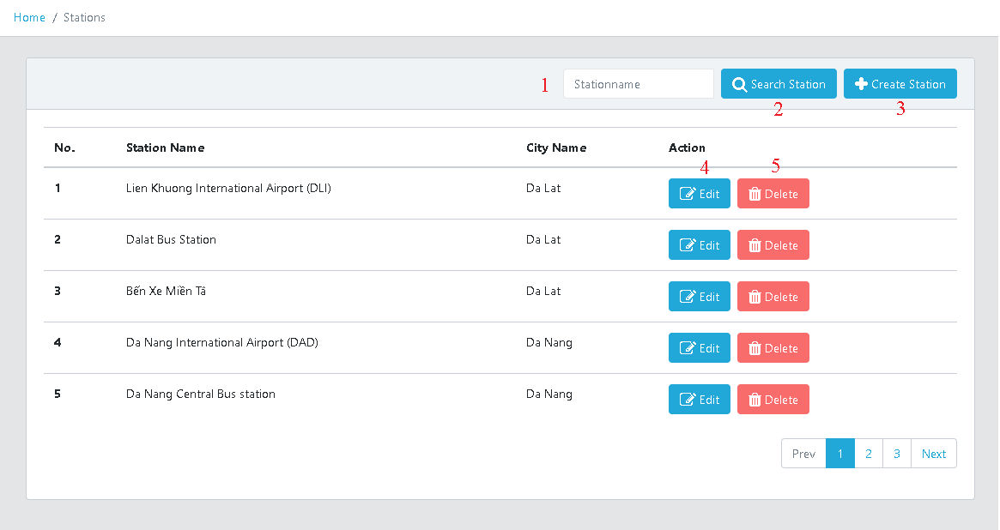 Home / Stations
1 Stationname Search Station Create Station
2 3
No. Station Name City Name Action
4 5
1 Lien Khuong International Airport (DLI) Da Lat Edit Delete
2 Dalat Bus Station Da Lat Edit Delete
3 Bến Xe Miền Tâ Da Lat Edit Delete
4 Da Nang International Airport (DAD) Da Nang Edit Delete
5 Da Nang Central Bus station Da Nang Edit Delete
Prev 1 2 3 Next